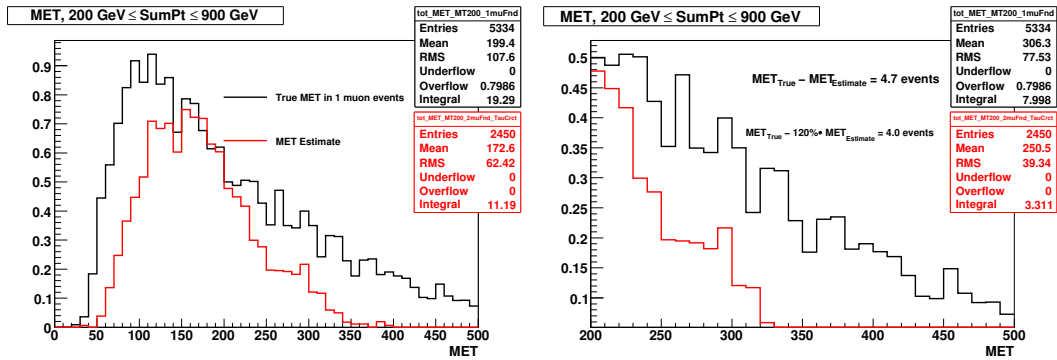 MET, 200 GeV ≤ SumPt ≤ 900 GeV
tot_MET_MT200_1muFnd
Entries 5334
Mean 199.4
RMS 107.6
Underflow 0
Overflow 0.7986
Integral 19.29
tot_MET_MT200_2muFnd_TauCrct
Entries 2450
Mean 172.6
RMS 62.42
Underflow 0
Overflow 0
Integral 11.19
True MET in 1 muon events
MET Estimate
0.9
0.8
0.7
0.6
0.5
0.4
0.3
0.2
0.1
0
0 50 100 150 200 250 300 350 400 450 500
MET
MET, 200 GeV ≤ SumPt ≤ 900 GeV
tot_MET_MT200_1muFnd
Entries 5334
Mean 306.3
RMS 77.53
Underflow 0
Overflow 0.7986
Integral 7.998
tot_MET_MT200_2muFnd_TauCrct
Entries 2450
Mean 250.5
RMS 39.34
Underflow 0
Overflow 0
Integral 3.311
MET_True − MET_Estimate = 4.7 events
MET_True − 120%• MET_Estimate = 4.0 events
0.5
0.45
0.4
0.35
0.3
0.25
0.2
0.15
0.1
200 250 300 350 400 450 500
MET